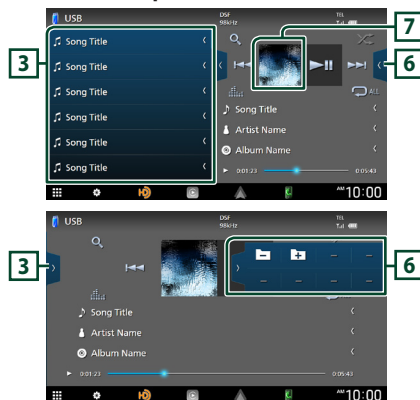 USB
DSF
98kHz
TEL
7
3
Song Title
Song Title
Song Title
Song Title
Song Title
Song Title
6
ALL
Song Title
Artist Name
Album Name
0:01:23
0:05:43
AM 10:00
USB
DSF
98kHz
TEL
3
6
Song Title
Artist Name
Album Name
0:01:23
0:05:43
AM 10:00